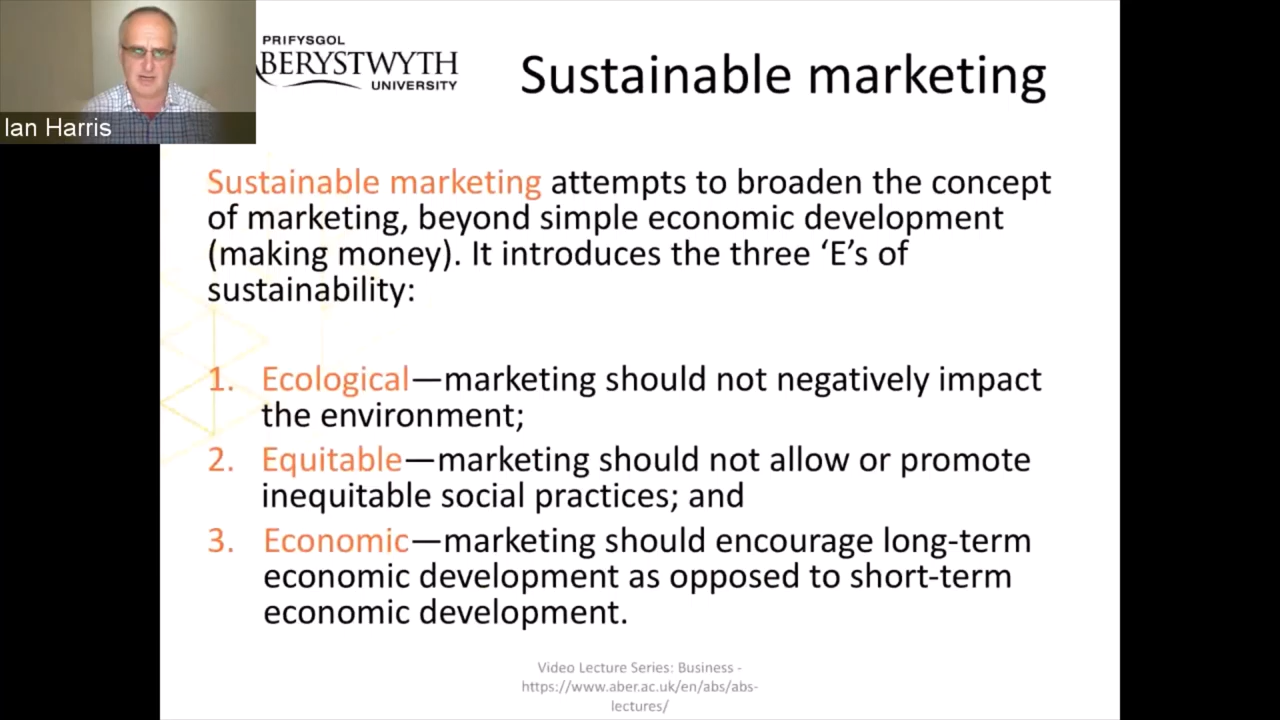 Ian Harris
PRIFYSGOL
BERYSTWYTH
UNIVERSITY
Sustainable marketing
Sustainable marketing attempts to broaden the concept
of marketing, beyond simple economic development
(making money). It introduces the three ‘E’s of
sustainability:
1. Ecological—marketing should not negatively impact
the environment;
2. Equitable—marketing should not allow or promote
inequitable social practices; and
3. Economic—marketing should encourage long-term
economic development as opposed to short-term
economic development.
Video Lecture Series: Business -
https://www.aber.ac.uk/en/abs/abs-
lectures/